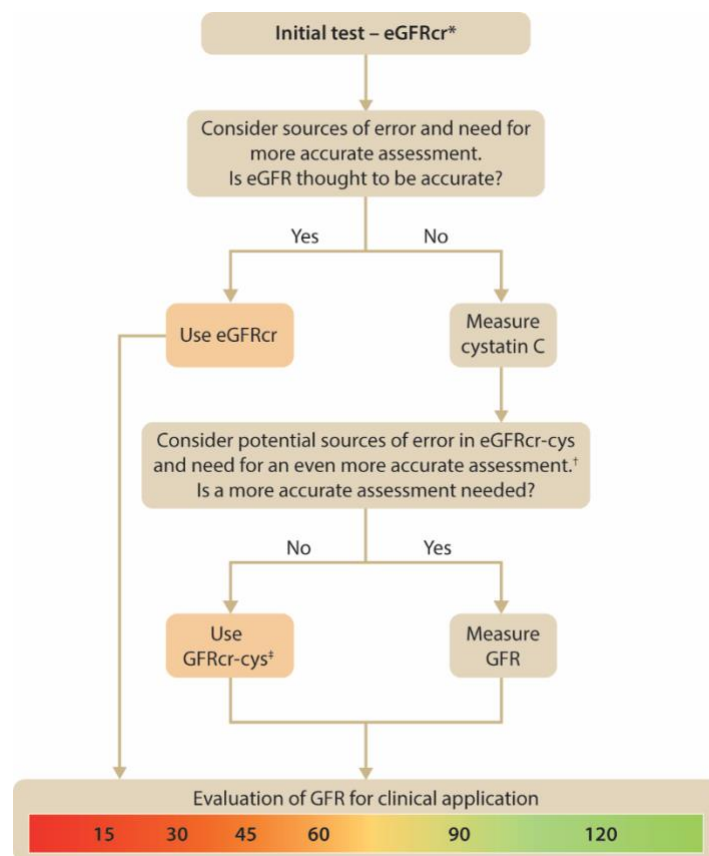 Initial test – eGFRcr*
Consider sources of error and need for
more accurate assessment.
Is eGFR thought to be accurate?
Yes
No
Use eGFRcr
Measure
cystatin C
Consider potential sources of error in eGFRcr-cys
and need for an even more accurate assessment.†
Is a more accurate assessment needed?
No
Yes
Use
GFRcr-cys‡
Measure
GFR
Evaluation of GFR for clinical application
15 30 45 60 90 120